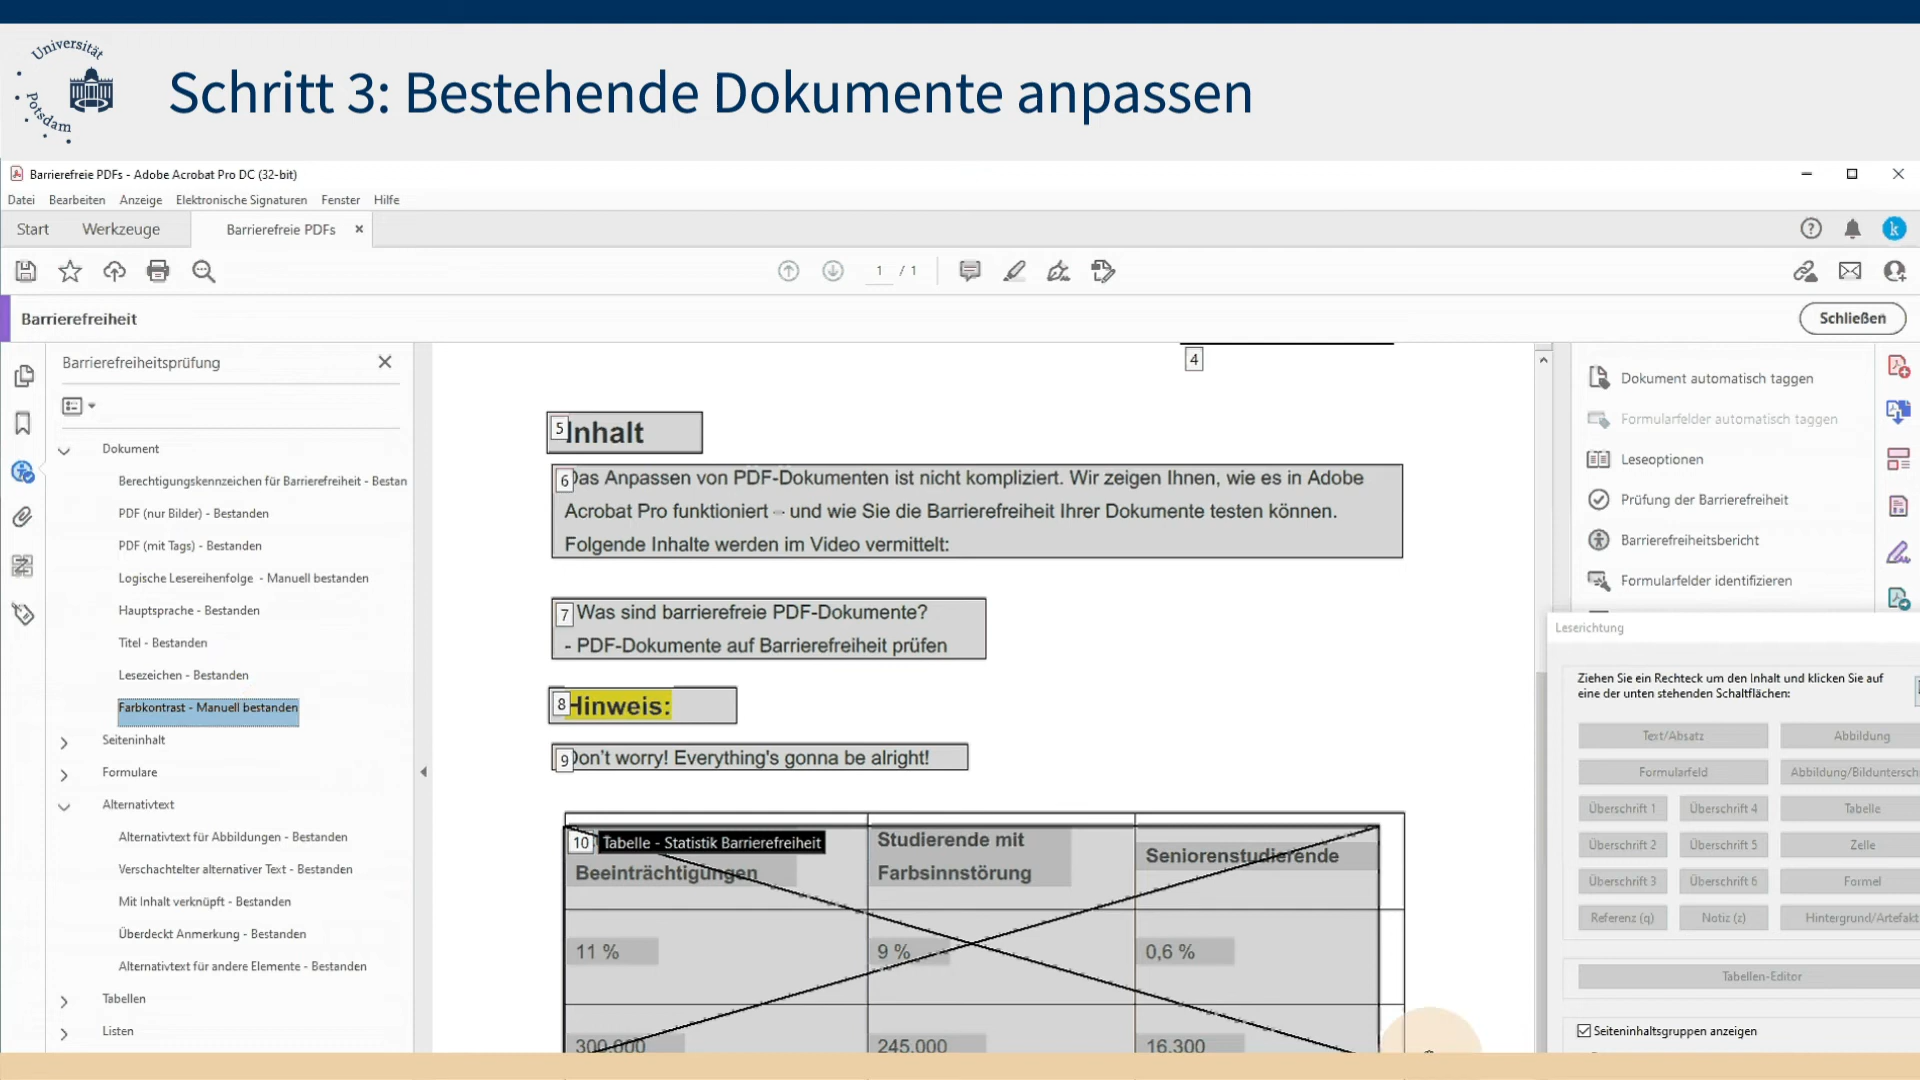 Universität
Potsdam
Schritt 3: Bestehende Dokumente anpassen
Barrierefreie PDFs - Adobe Acrobat Pro DC (32-bit)
Datei Bearbeiten Anzeige Elektronische Signaturen Fenster Hilfe
Start Werkzeuge Barrierefreie PDFs ×
k
1 / 1
Barrierefreiheit
Schließen
Barrierefreiheitsprüfung
Dokument
Berechtigungskennzeichen für Barrierefreiheit - Bestan
PDF (nur Bilder) - Bestanden
PDF (mit Tags) - Bestanden
Logische Lesereihenfolge - Manuell bestanden
Hauptsprache - Bestanden
Titel - Bestanden
Lesezeichen - Bestanden
Farbkontrast - Manuell bestanden
Seiteninhalt
Formulare
Alternativtext
Alternativtext für Abbildungen - Bestanden
Verschachtelter alternativer Text - Bestanden
Mit Inhalt verknüpft - Bestanden
Überdeckt Anmerkung - Bestanden
Alternativtext für andere Elemente - Bestanden
Tabellen
Listen
4
5 Inhalt
6 Das Anpassen von PDF-Dokumenten ist nicht kompliziert. Wir zeigen Ihnen, wie es in Adobe
Acrobat Pro funktioniert – und wie Sie die Barrierefreiheit Ihrer Dokumente testen können.
Folgende Inhalte werden im Video vermittelt:
7 Was sind barrierefreie PDF-Dokumente?
- PDF-Dokumente auf Barrierefreiheit prüfen
8 Hinweis:
9 Don't worry! Everything's gonna be alright!
10 Tabelle - Statistik Barrierefreiheit
Beeinträchtigungen
Studierende mit
Farbsinnstörung
Seniorenstudierende
11 % 9 % 0,6 %
300.000 245.000 16.300
Dokument automatisch taggen
Formularfelder automatisch taggen
Leseoptionen
Prüfung der Barrierefreiheit
Barrierefreiheitsbericht
Formularfelder identifizieren
Leserichtung
Ziehen Sie ein Rechteck um den Inhalt und klicken Sie auf
eine der unten stehenden Schaltflächen:
Text/Absatz Abbildung
Formularfeld Abbildung/Bilduntersch
Überschrift 1 Überschrift 4 Tabelle
Überschrift 2 Überschrift 5 Zelle
Überschrift 3 Überschrift 6 Formel
Referenz (q) Notiz (z) Hintergrund/Artefakt
Tabellen-Editor
Seiteninhaltsgruppen anzeigen